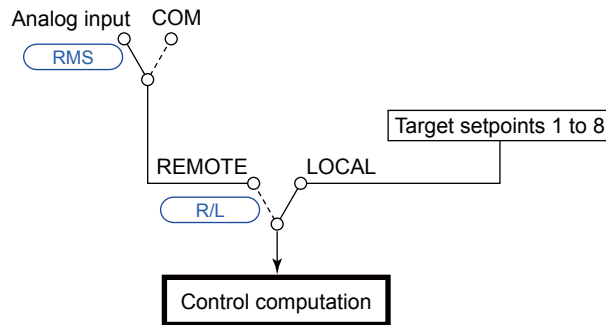 Analog input COM
RMS
Target setpoints 1 to 8
REMOTE LOCAL
R/L
Control computation